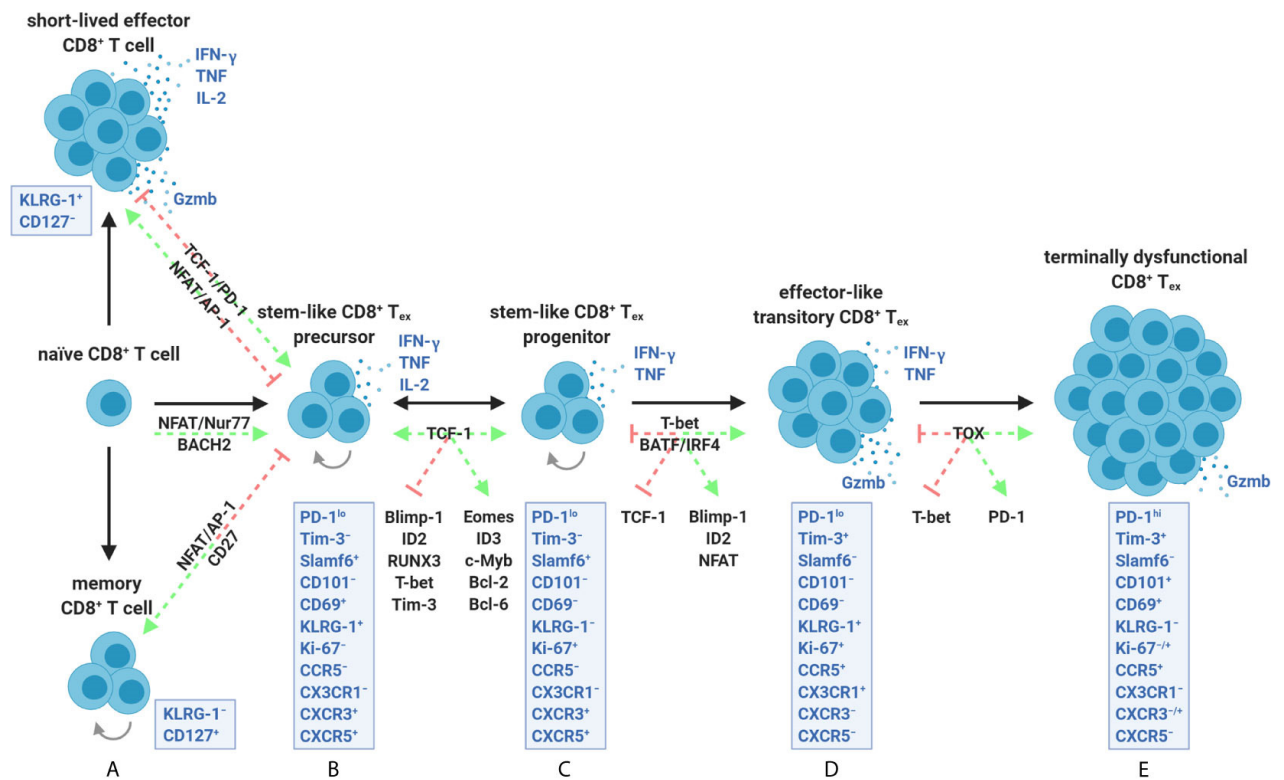 short-lived effector
CD8⁺ T cell
IFN-γ
TNF
IL-2
Gzmb
KLRG-1⁺
CD127⁻
TCF-1/PD-1
NFAT/AP-1
naïve CD8⁺ T cell
NFAT/Nur77
BACH2
NFAT/AP-1
CD27
memory
CD8⁺ T cell
KLRG-1⁻
CD127⁺
A
stem-like CD8⁺ Tₑₓ
precursor
IFN-γ
TNF
IL-2
PD-1ˡᵒ
Tim-3⁻
Slamf6⁺
CD101⁻
CD69⁺
KLRG-1⁺
Ki-67⁻
CCR5⁻
CX3CR1⁻
CXCR3⁺
CXCR5⁺
B
TCF-1
Blimp-1
ID2
RUNX3
T-bet
Tim-3
Eomes
ID3
c-Myb
Bcl-2
Bcl-6
stem-like CD8⁺ Tₑₓ
progenitor
IFN-γ
TNF
PD-1ˡᵒ
Tim-3⁻
Slamf6⁺
CD101⁻
CD69⁻
KLRG-1⁻
Ki-67⁺
CCR5⁻
CX3CR1⁻
CXCR3⁺
CXCR5⁺
C
T-bet
BATF/IRF4
TCF-1
Blimp-1
ID2
NFAT
effector-like
transitory CD8⁺ Tₑₓ
IFN-γ
TNF
Gzmb
PD-1ˡᵒ
Tim-3⁺
Slamf6⁻
CD101⁻
CD69⁻
KLRG-1⁺
Ki-67⁺
CCR5⁺
CX3CR1⁺
CXCR3⁻
CXCR5⁻
D
TOX
T-bet
PD-1
terminally dysfunctional
CD8⁺ Tₑₓ
Gzmb
PD-1ʰⁱ
Tim-3⁺
Slamf6⁻
CD101⁺
CD69⁺
KLRG-1⁻
Ki-67⁻/⁺
CCR5⁺
CX3CR1⁻
CXCR3⁻/⁺
CXCR5⁻
E